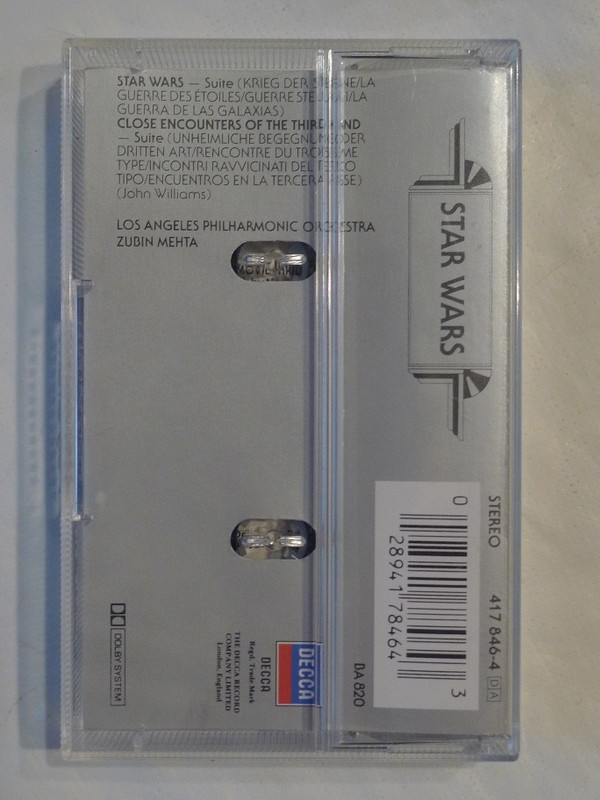 STAR WARS — Suite (KRIEG DER STERNE/LA
GUERRE DES ÉTOILES/GUERRE STELLARI/LA
GUERRA DE LAS GALAXIAS)
CLOSE ENCOUNTERS OF THE THIRD KIND
— Suite (UNHEIMLICHE BEGEGNUNG DER
DRITTEN ART/RENCONTRE DU TROISIÈME
TYPE/INCONTRI RAVVICINATI DEL TERZO
TIPO/ENCUENTROS EN LA TERCERA FASE)
(John Williams)
LOS ANGELES PHILHARMONIC ORCHESTRA
ZUBIN MEHTA
DOLBY SYSTEM
DECCA
Regd. Trade Mark
THE DECCA RECORD
COMPANY LIMITED
London, England
DECCA
STAR WARS
STEREO 417 846-4 DA
0 28941 78464 3
BA 820